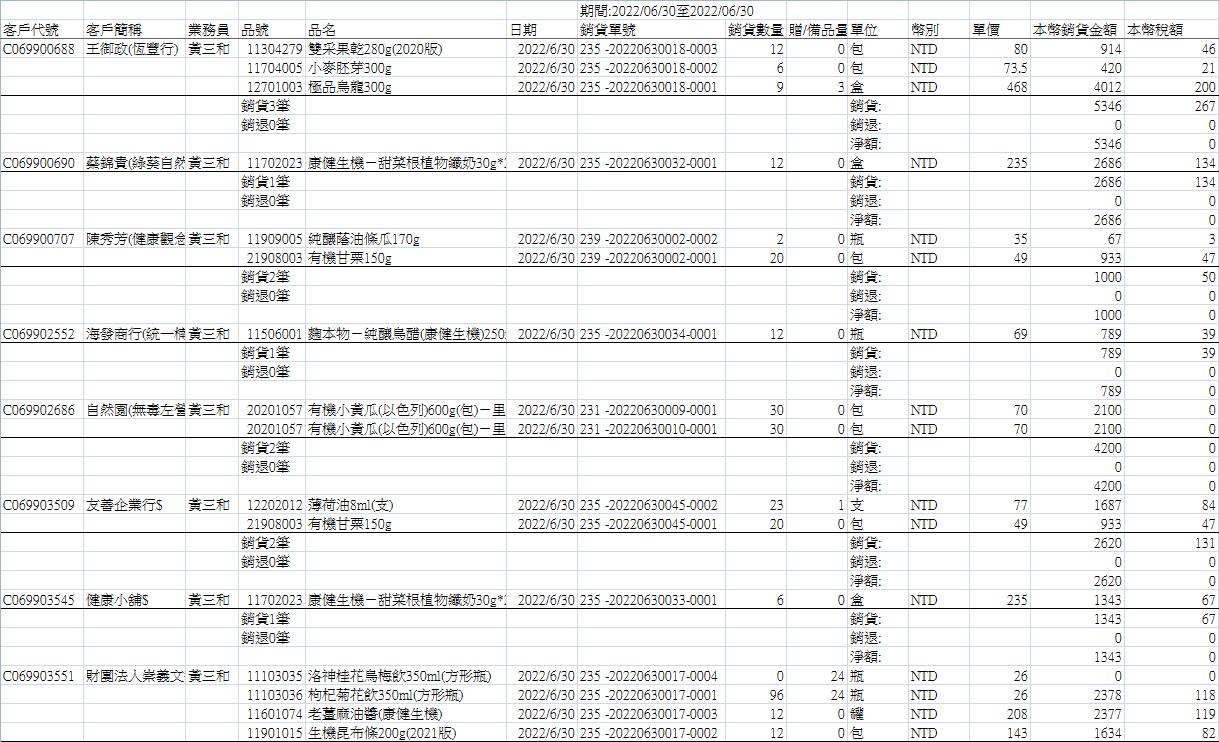 期間:2022/06/30至2022/06/30
客戶代號 客戶簡稱 業務員 品號 品名 日期 銷貨單號 銷貨數量 贈/備品量 單位 幣別 單價 本幣銷貨金額 本幣稅額
C069900688 王御政(恆豐行) 黃三和 11304279 雙采果乾280g(2020版) 2022/6/30 235 -20220630018-0003 12 0 包 NTD 80 914 46
11704005 小麥胚芽300g 2022/6/30 235 -20220630018-0002 6 0 包 NTD 73.5 420 21
12701003 極品烏龍300g 2022/6/30 235 -20220630018-0001 9 3 盒 NTD 468 4012 200
銷貨3筆 銷貨: 5346 267
銷退0筆 銷退: 0 0
淨額: 5346 0
C069900690 蔡錦貴(綠葵自然 黃三和 11702023 康健生機－甜菜根植物纖奶30g* 2022/6/30 235 -20220630032-0001 12 0 盒 NTD 235 2686 134
銷貨1筆 銷貨: 2686 134
銷退0筆 銷退: 0 0
淨額: 2686 0
C069900707 陳秀芳(健康觀念 黃三和 11909005 純釀蔭油條瓜170g 2022/6/30 239 -20220630002-0002 2 0 瓶 NTD 35 67 3
21908003 有機甘栗150g 2022/6/30 239 -20220630002-0001 20 0 包 NTD 49 933 47
銷貨2筆 銷貨: 1000 50
銷退0筆 銷退: 0 0
淨額: 1000 0
C069902552 海發商行(統一 黃三和 11506001 麴本物－純釀烏醋(康健生機)250 2022/6/30 235 -20220630034-0001 12 0 瓶 NTD 69 789 39
銷貨1筆 銷貨: 789 39
銷退0筆 銷退: 0 0
淨額: 789 0
C069902686 自然園(無毒左營 黃三和 20201057 有機小黃瓜(以色列)600g(包)－里 2022/6/30 231 -20220630009-0001 30 0 包 NTD 70 2100 0
20201057 有機小黃瓜(以色列)600g(包)－里 2022/6/30 231 -20220630010-0001 30 0 包 NTD 70 2100 0
銷貨2筆 銷貨: 4200 0
銷退0筆 銷退: 0 0
淨額: 4200 0
C069903509 友善企業行$ 黃三和 12202012 薄荷油8ml(支) 2022/6/30 235 -20220630045-0002 23 1 支 NTD 77 1687 84
21908003 有機甘栗150g 2022/6/30 235 -20220630045-0001 20 0 包 NTD 49 933 47
銷貨2筆 銷貨: 2620 131
銷退0筆 銷退: 0 0
淨額: 2620 0
C069903545 健康小舖$ 黃三和 11702023 康健生機－甜菜根植物纖奶30g* 2022/6/30 235 -20220630033-0001 6 0 盒 NTD 235 1343 67
銷貨1筆 銷貨: 1343 67
銷退0筆 銷退: 0 0
淨額: 1343 0
C069903551 財團法人崇義文 黃三和 11103035 洛神桂花烏梅飲350ml(方形瓶) 2022/6/30 235 -20220630017-0004 0 24 瓶 NTD 26 0 0
11103036 枸杞菊花飲350ml(方形瓶) 2022/6/30 235 -20220630017-0001 96 24 瓶 NTD 26 2378 118
11601074 老薑麻油醬(康健生機) 2022/6/30 235 -20220630017-0003 12 0 罐 NTD 208 2377 119
11901015 生機昆布條200g(2021版) 2022/6/30 235 -20220630017-0002 12 0 包 NTD 143 1634 82